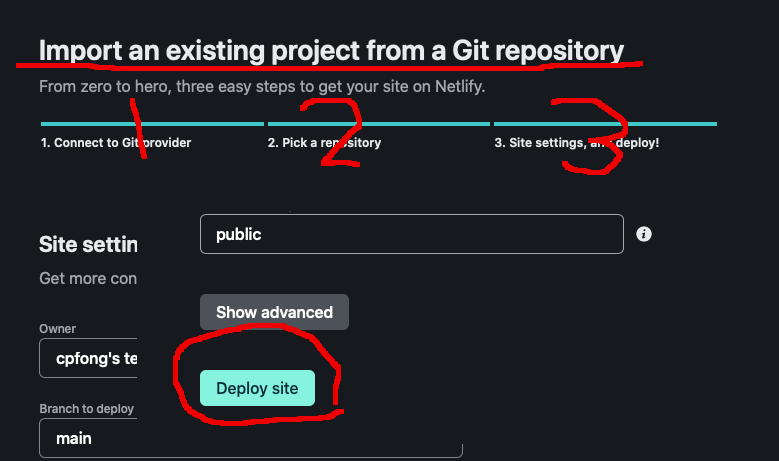 Import an existing project from a Git repository
From zero to hero, three easy steps to get your site on Netlify.
1 2 3
1. Connect to Git provider
2. Pick a repository
3. Site settings, and deploy!
public
Site settin
Get more con
Show advanced
Owner
cpfong's te
Deploy site
Branch to deploy
main